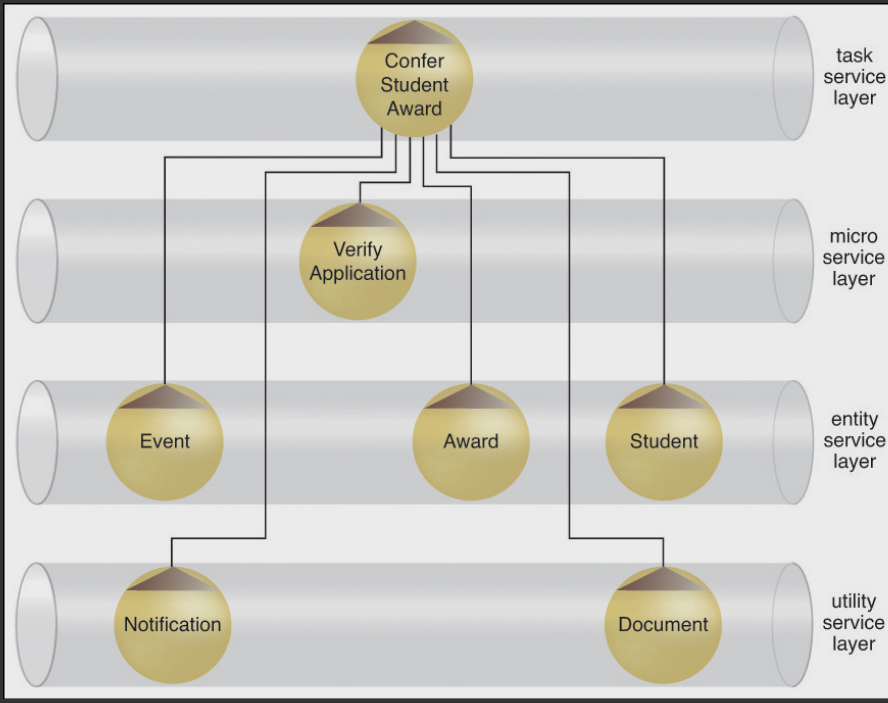 Confer
Student
Award
task
service
layer
Verify
Application
micro
service
layer
Event
Award
Student
entity
service
layer
Notification
Document
utility
service
layer